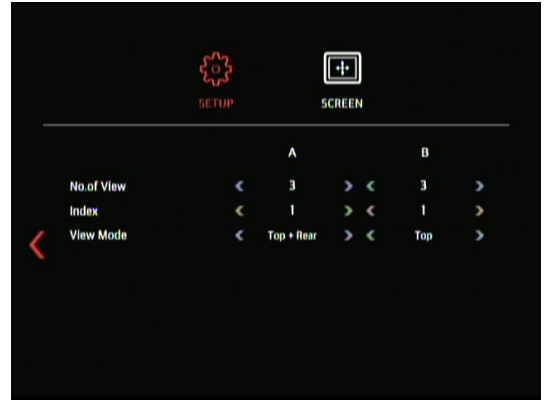 SETUP SCREEN
A B
No.of View 3 3
Index 1 1
View Mode Top + Rear Top